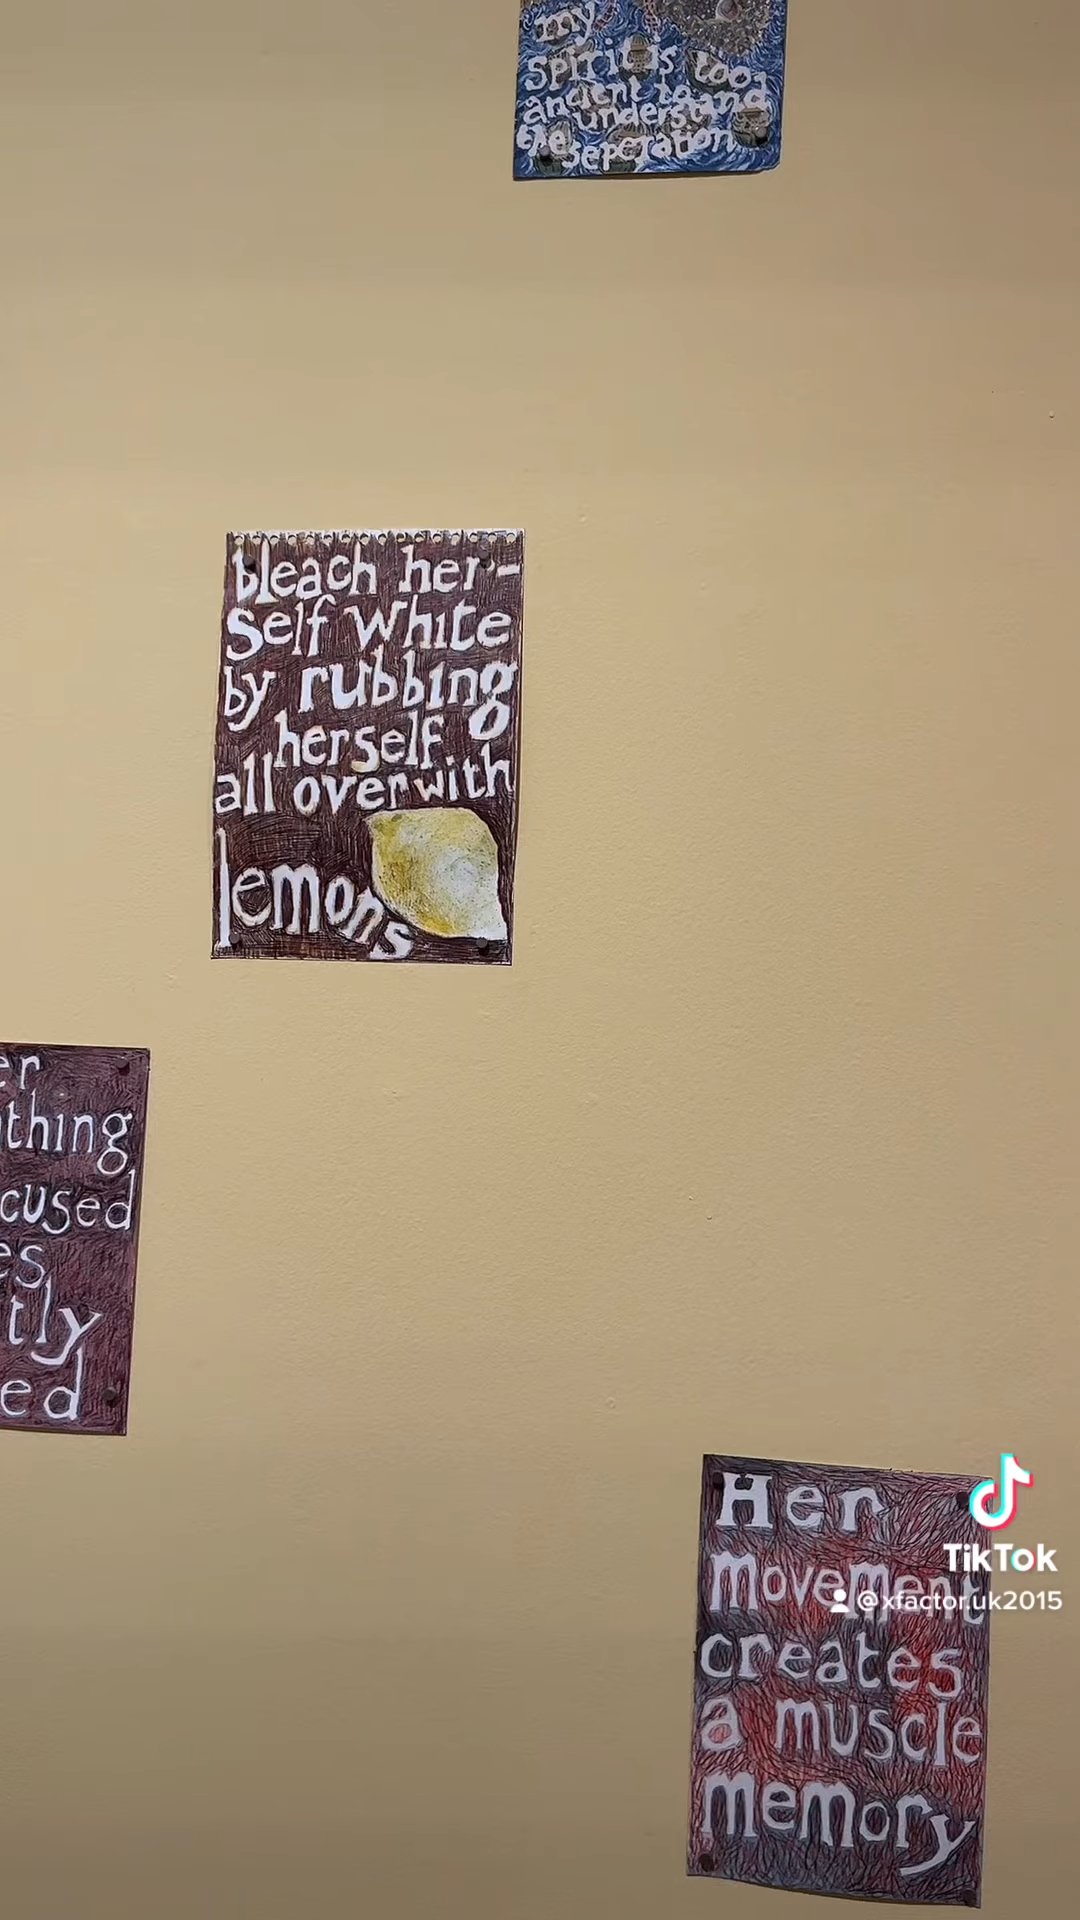 my
spirit is too
ancient to
understand
the seperation
bleach her-
self white
by rubbing
herself
all over with
lemons
er
thing
cused
es
tly
ed
Her
movement
creates
a muscle
memory
TikTok
@xfactor.uk2015